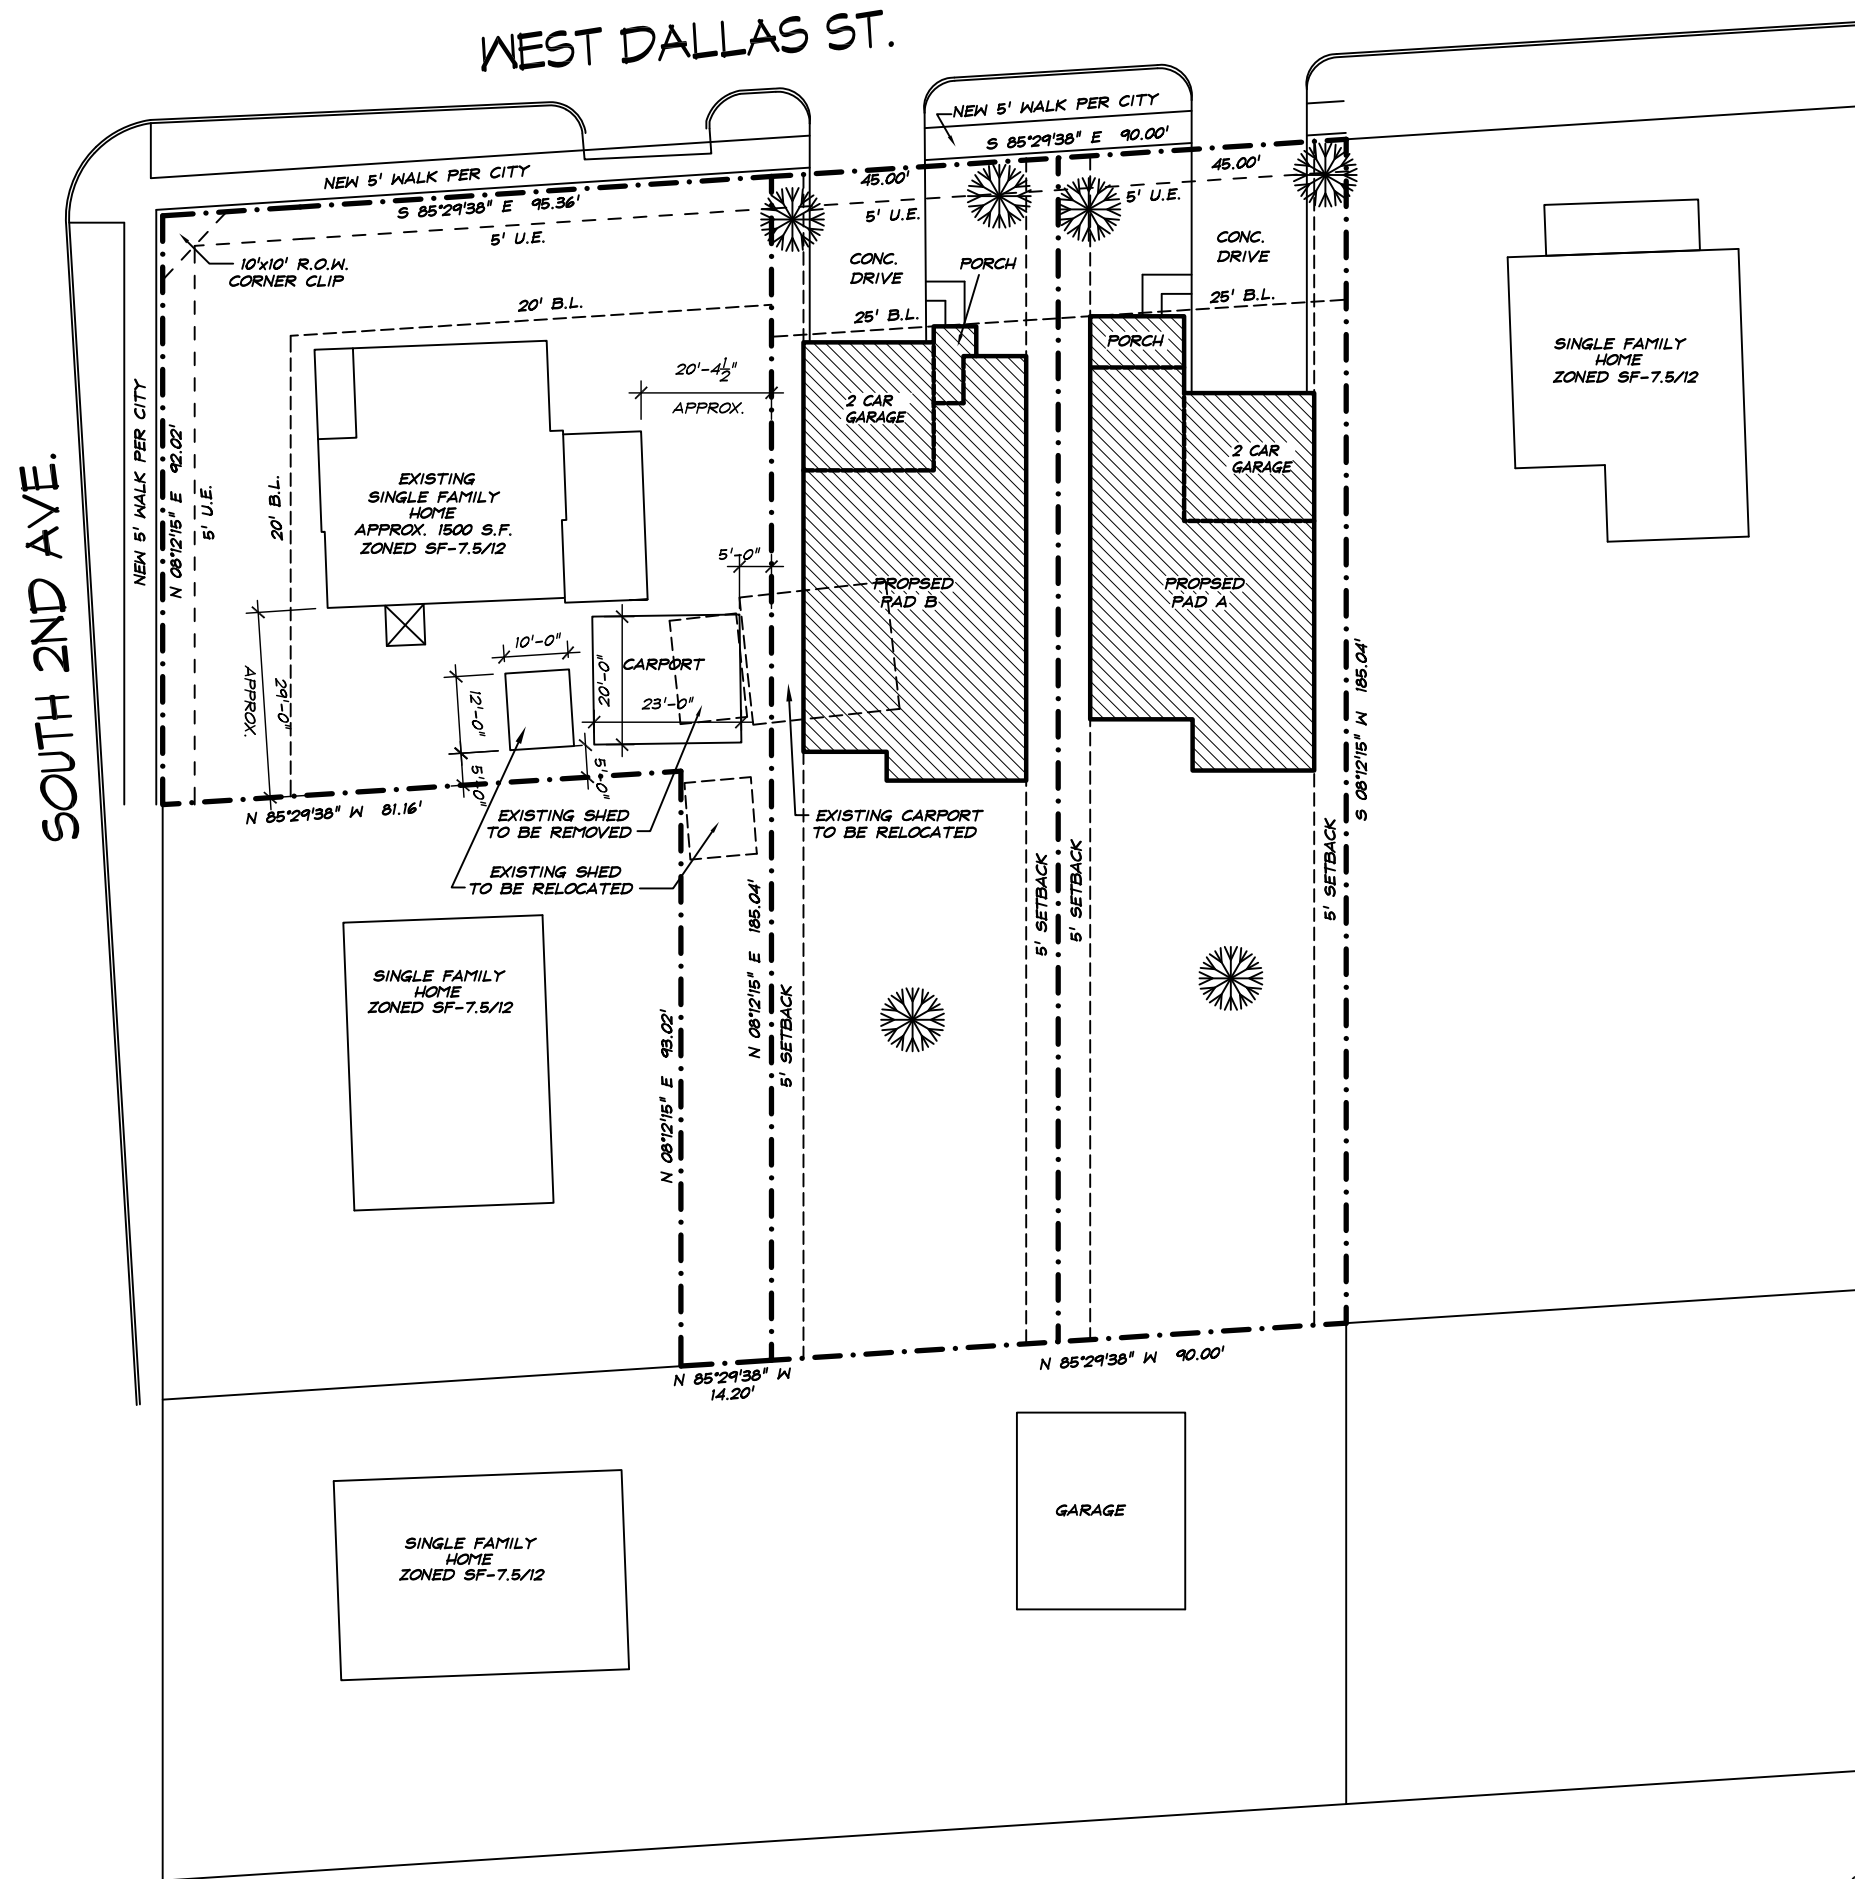 WEST DALLAS ST.
SOUTH 2ND AVE.
NEW 5' WALK PER CITY
S 85°29'38" E 90.00'
NEW 5' WALK PER CITY
S 85°29'38" E 95.36'
5' U.E.
45.00'
5' U.E.
45.00'
5' U.E.
10'x10' R.O.W.
CORNER CLIP
CONC.
DRIVE
PORCH
CONC.
DRIVE
20' B.L.
25' B.L.
25' B.L.
PORCH
SINGLE FAMILY
HOME
ZONED SF-7.5/12
NEW 5' WALK PER CITY
N 08°12'15" E 92.02'
5' U.E.
20' B.L.
20'-4 1/2"
APPROX.
2 CAR
GARAGE
2 CAR
GARAGE
EXISTING
SINGLE FAMILY
HOME
APPROX. 1500 S.F.
ZONED SF-7.5/12
5'-0"
PROPSED
PAD B
PROPSED
PAD A
10'-0"
CARPORT
20'-0"
23'-0"
12'-0"
5'-0"
5'-0"
29'-0"
APPROX.
S 08°12'15" W 185.04'
N 85°29'38" W 81.16'
EXISTING SHED
TO BE REMOVED
EXISTING CARPORT
TO BE RELOCATED
EXISTING SHED
TO BE RELOCATED
5' SETBACK
5' SETBACK
5' SETBACK
N 08°12'15" E 185.04'
5' SETBACK
N 08°12'15" E 93.02'
SINGLE FAMILY
HOME
ZONED SF-7.5/12
N 85°29'38" W
14.20'
N 85°29'38" W 90.00'
GARAGE
SINGLE FAMILY
HOME
ZONED SF-7.5/12